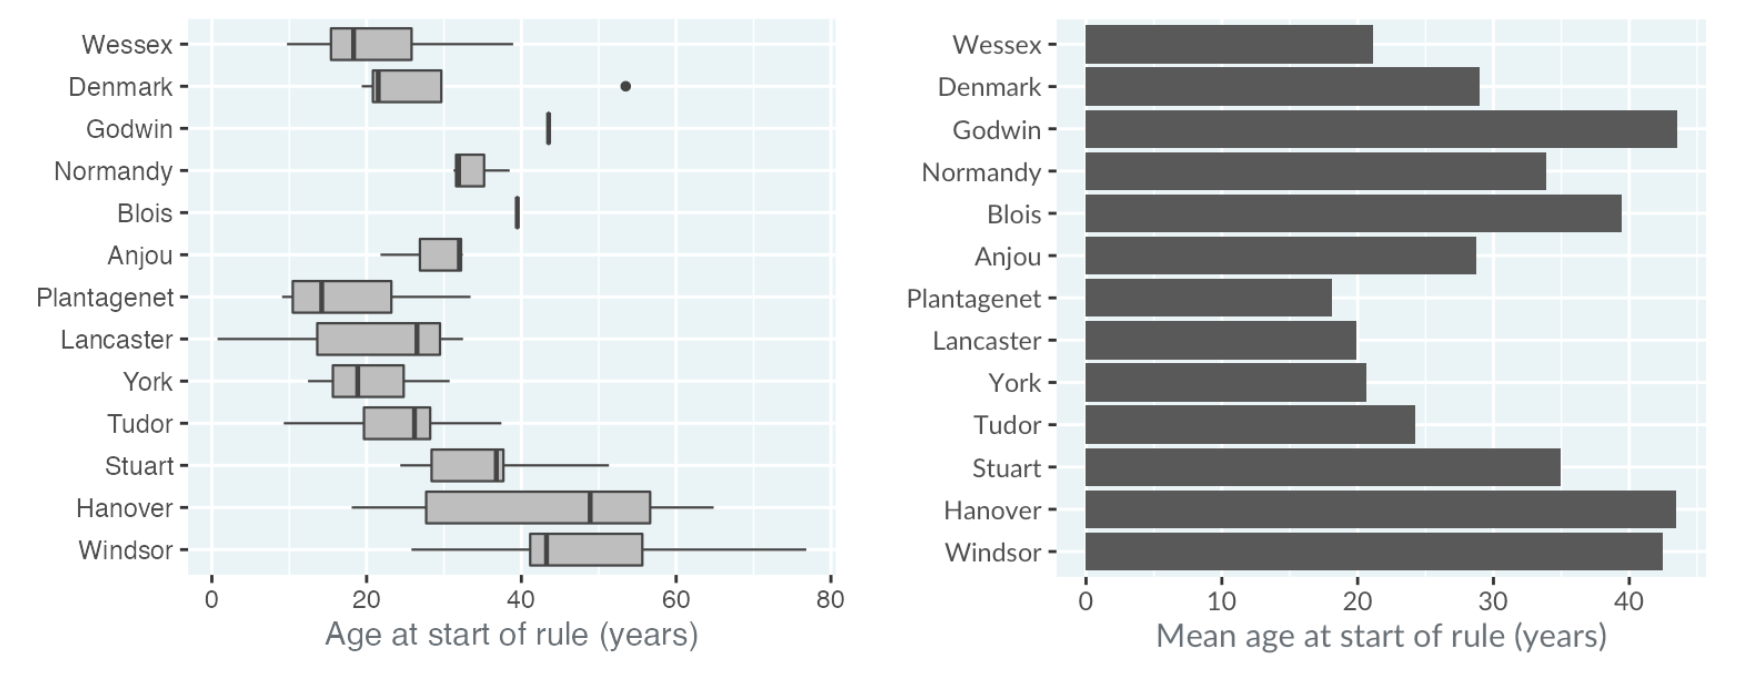 Wessex
Denmark
Godwin
Normandy
Blois
Anjou
Plantagenet
Lancaster
York
Tudor
Stuart
Hanover
Windsor
0 20 40 60 80
Age at start of rule (years)
Wessex
Denmark
Godwin
Normandy
Blois
Anjou
Plantagenet
Lancaster
York
Tudor
Stuart
Hanover
Windsor
0 10 20 30 40
Mean age at start of rule (years)